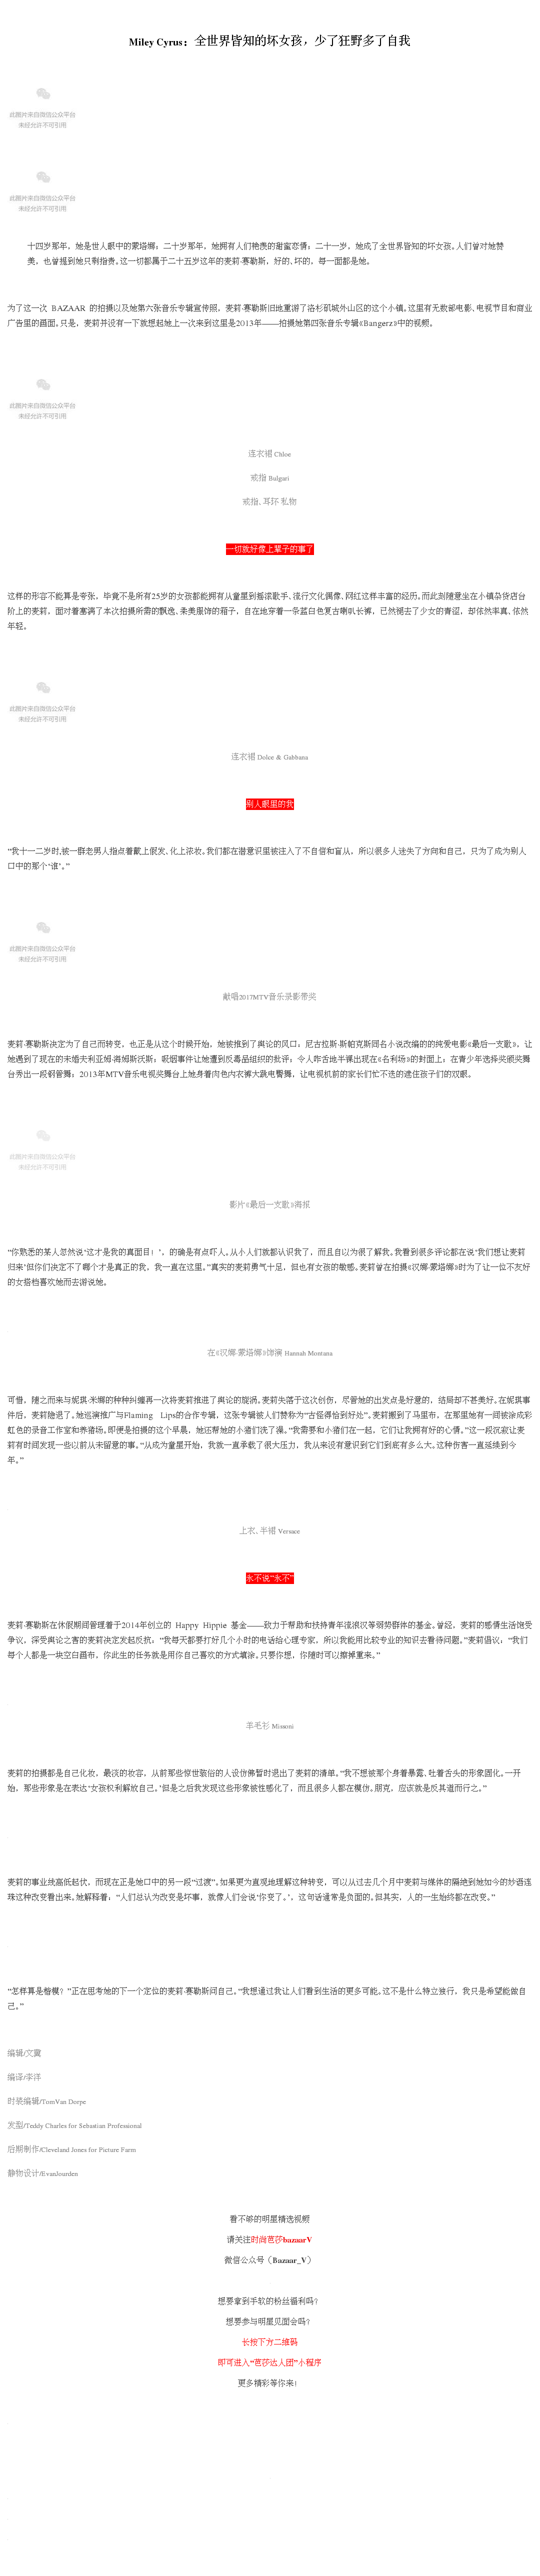 Miley Cyrus：全世界皆知的坏女孩，少了狂野多了自我
此图片来自微信公众平台
未经允许不可引用
此图片来自微信公众平台
未经允许不可引用
十四岁那年，她是世人眼中的蒙塔娜；二十岁那年，她拥有人们艳羡的甜蜜恋情；二十一岁，她成了全世界皆知的坏女孩。人们曾对她赞
美，也曾提到她只剩指责。这一切都属于二十五岁这年的麦莉·赛勒斯，好的、坏的，每一面都是她。
为了这一次 BAZAAR 的拍摄以及她第六张音乐专辑宣传照，麦莉·赛勒斯旧地重游了洛杉矶城外山区的这个小镇。这里有无数部电影、电视节目和商业
广告里的画面。只是，麦莉并没有一下就想起她上一次来到这里是2013年——拍摄她第四张音乐专辑《Bangerz》中的视频。
此图片来自微信公众平台
未经允许不可引用
连衣裙 Chloe
戒指 Bulgari
戒指、耳环 私物
一切就好像上辈子的事了
这样的形容不能算是夸张，毕竟不是所有25岁的女孩都能拥有从童星到摇滚歌手、流行文化偶像、网红这样丰富的经历。而此刻随意坐在小镇杂货店台
阶上的麦莉，面对着塞满了本次拍摄所需的飘逸、柔美服饰的箱子，自在地穿着一条蓝白色复古喇叭长裤，已然褪去了少女的青涩，却依然率真、依然
年轻。
此图片来自微信公众平台
未经允许不可引用
连衣裙 Dolce & Gabbana
别人眼里的我
“我十一二岁时,被一群老男人指点着戴上假发、化上浓妆。我们都在潜意识里被注入了不自信和盲从，所以很多人迷失了方向和自己，只为了成为别人
口中的那个‘谁’。”
此图片来自微信公众平台
未经允许不可引用
献唱2017MTV音乐录影带奖
麦莉·赛勒斯决定为了自己而转变，也正是从这个时候开始，她被推到了舆论的风口，尼古拉斯·斯帕克斯同名小说改编的的纯爱电影《最后一支歌》，让
她遇到了现在的未婚夫利亚姆·海姆斯沃斯；吸烟事件让她遭到反毒品组织的批评；令人咋舌地半裸出现在《名利场》的封面上；在青少年选择奖颁奖舞
台秀出一段钢管舞；2013年MTV音乐电视奖舞台上她身着肉色内衣裤大跳电臀舞，让电视机前的家长们忙不迭的遮住孩子们的双眼。
此图片来自微信公众平台
未经允许不可引用
影片《最后一支歌》海报
“你熟悉的某人忽然说‘这才是我的真面目！’，的确是有点吓人。从小人们就都认识我了，而且自以为很了解我。我看到很多评论都在说‘我们想让麦莉
归来’但你们决定不了哪个才是真正的我，我一直在这里。”真实的麦莉勇气十足，但也有女孩的敏感。麦莉曾在拍摄《汉娜·蒙塔娜》时为了让一位不友好
的女搭档喜欢她而去游说她。
在《汉娜·蒙塔娜》饰演 Hannah Montana
可惜，随之而来与妮琪·米娜的种种纠缠再一次将麦莉推进了舆论的旋涡。麦莉失落于这次创伤，尽管她的出发点是好意的，结局却不甚美好。在妮琪事
件后，麦莉隐退了。她巡演推广与Flaming Lips的合作专辑，这张专辑被人们赞称为“古怪得恰到好处”。麦莉搬到了马里布，在那里她有一间被涂成彩
虹色的录音工作室和养猪场。即便是拍摄的这个早晨，她还帮她的小猪们洗了澡。“我需要和小猪们在一起，它们让我拥有好的心情。”这一段沉寂让麦
莉有时间发现一些以前从未留意的事。“从成为童星开始，我就一直承载了很大压力，我从来没有意识到它们到底有多么大。这种伤害一直延续到今
年。”
上衣、半裙 Versace
永不说“永不”
麦莉·赛勒斯在休假期间管理着于2014年创立的 Happy Hippie 基金——致力于帮助和扶持青年流浪汉等弱势群体的基金。曾经，麦莉的感情生活饱受
争议，深受舆论之害的麦莉决定发起反抗，“我每天都要打好几个小时的电话给心理专家，所以我能用比较专业的知识去看待问题。”麦莉倡议，“我们
每个人都是一块空白画布，你此生的任务就是用你自己喜欢的方式填涂。只要你想，你随时可以擦掉重来。”
羊毛衫 Missoni
麦莉的拍摄都是自己化妆，最淡的妆容，从前那些惊世骇俗的人设仿佛暂时退出了麦莉的清单。“我不想被那个身着暴露、吐着舌头的形象固化。一开
始，那些形象是在表达‘女孩权利解放自己。’但是之后我发现这些形象被性感化了，而且很多人都在模仿。朋克，应该就是反其道而行之。”
麦莉的事业线高低起伏，而现在正是她口中的另一段“过渡”。如果更为直观地理解这种转变，可以从过去几个月中麦莉与媒体的隔绝到她如今的妙语连
珠这种改变看出来。她解释着，“人们总认为改变是坏事，就像人们会说‘你变了。’，这句话通常是负面的。但其实，人的一生始终都在改变。”
“怎样算是楷模？”正在思考她的下一个定位的麦莉·赛勒斯问自己。“我想通过我让人们看到生活的更多可能。这不是什么特立独行，我只是希望能做自
己。”
编辑/文冀
编译/李洋
时装编辑/TomVan Dorpe
发型/Teddy Charles for Sebastian Professional
后期制作/Cleveland Jones for Picture Farm
静物设计/EvanJourden
看不够的明星精选视频
请关注时尚芭莎bazaarV
微信公众号（Bazaar_V）
想要拿到手软的粉丝福利吗？
想要参与明星见面会吗？
长按下方二维码
即可进入“芭莎达人团”小程序
更多精彩等你来！